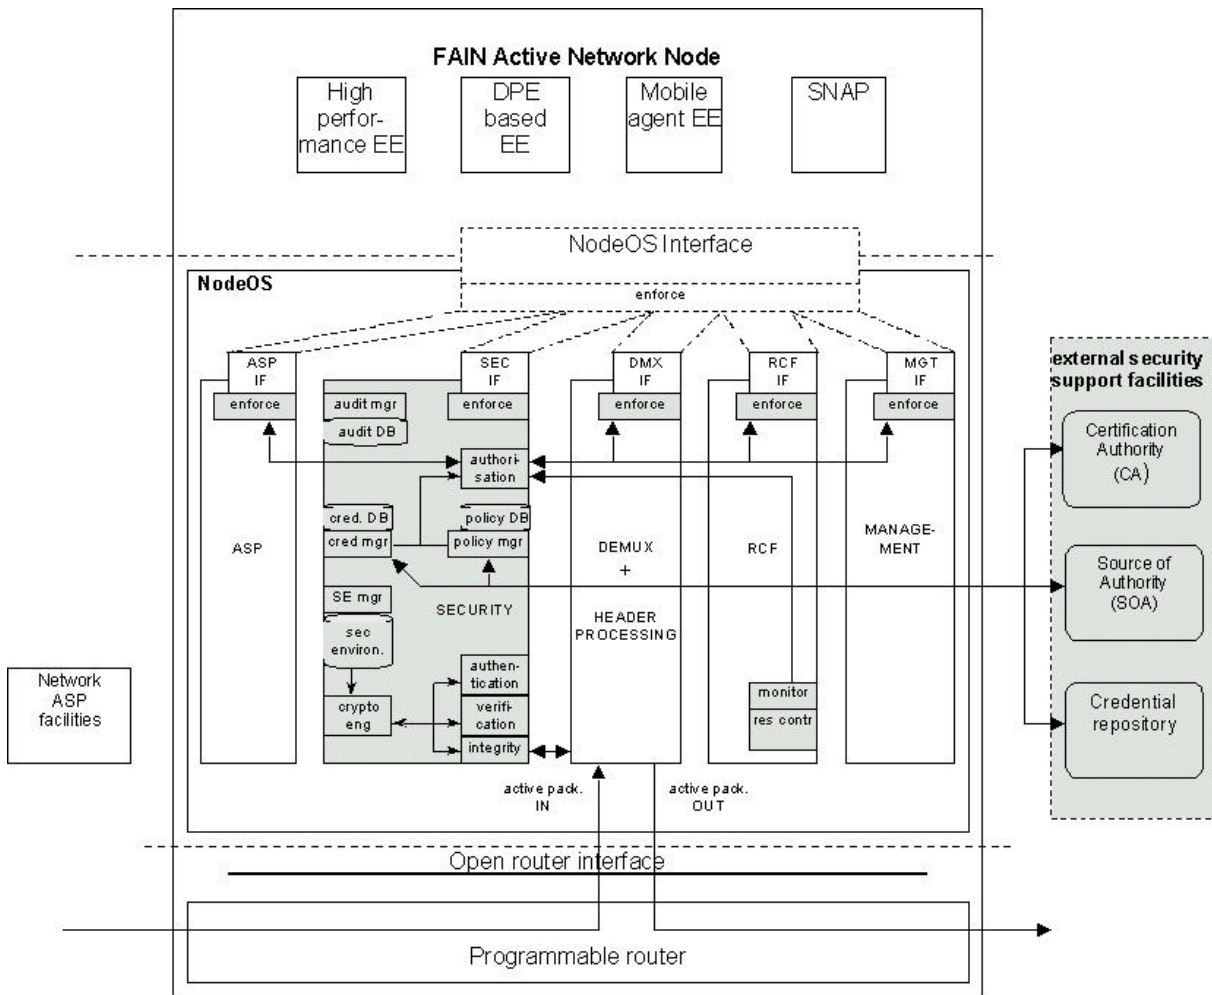 FAIN Active Network Node
High
perfor-
mance EE
DPE
based
EE
Mobile
agent EE
SNAP
NodeOS Interface
enforce
NodeOS
ASP
IF
enforce
SEC
IF
enforce
DMX
IF
enforce
RCF
IF
enforce
MGT
IF
enforce
audit mgr
audit DB
authori-
sation
cred. DB
cred mgr
policy DB
policy mgr
SE mgr
SECURITY
sec
environ.
crypto
eng
authen-
tication
verifi-
cation
integrity
ASP
DEMUX
+
HEADER
PROCESSING
RCF
monitor
res contr
MANAGE-
MENT
active pack.
IN
active pack.
OUT
external security
support facilities
Certification
Authority
(CA)
Source of
Authority
(SOA)
Credential
repository
Network
ASP
facilities
Open router interface
Programmable router